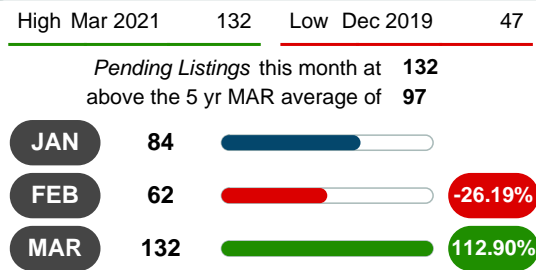 High Mar 2021 132 Low Dec 2019 47
Pending Listings this month at 132
above the 5 yr MAR average of 97
JAN 84
FEB 62 -26.19%
MAR 132 112.90%